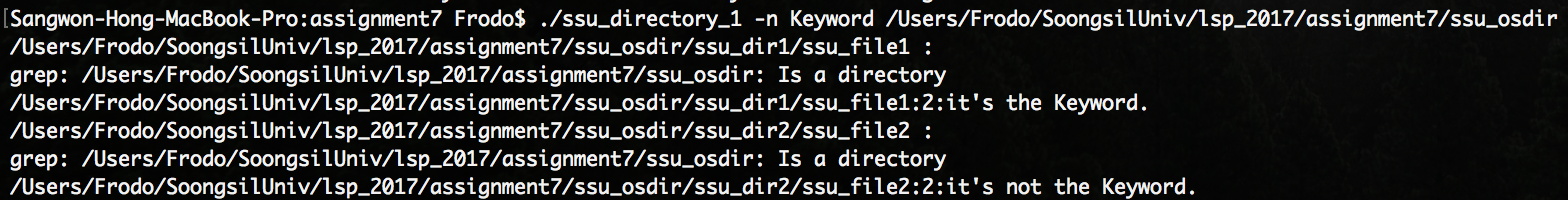 [Sangwon-Hong-MacBook-Pro:assignment7 Frodo$ ./ssu_directory_1 -n Keyword /Users/Frodo/SoongsilUniv/lsp_2017/assignment7/ssu_osdir
/Users/Frodo/SoongsilUniv/lsp_2017/assignment7/ssu_osdir/ssu_dir1/ssu_file1 :
grep: /Users/Frodo/SoongsilUniv/lsp_2017/assignment7/ssu_osdir: Is a directory
/Users/Frodo/SoongsilUniv/lsp_2017/assignment7/ssu_osdir/ssu_dir1/ssu_file1:2:it's the Keyword.
/Users/Frodo/SoongsilUniv/lsp_2017/assignment7/ssu_osdir/ssu_dir2/ssu_file2 :
grep: /Users/Frodo/SoongsilUniv/lsp_2017/assignment7/ssu_osdir: Is a directory
/Users/Frodo/SoongsilUniv/lsp_2017/assignment7/ssu_osdir/ssu_dir2/ssu_file2:2:it's not the Keyword.